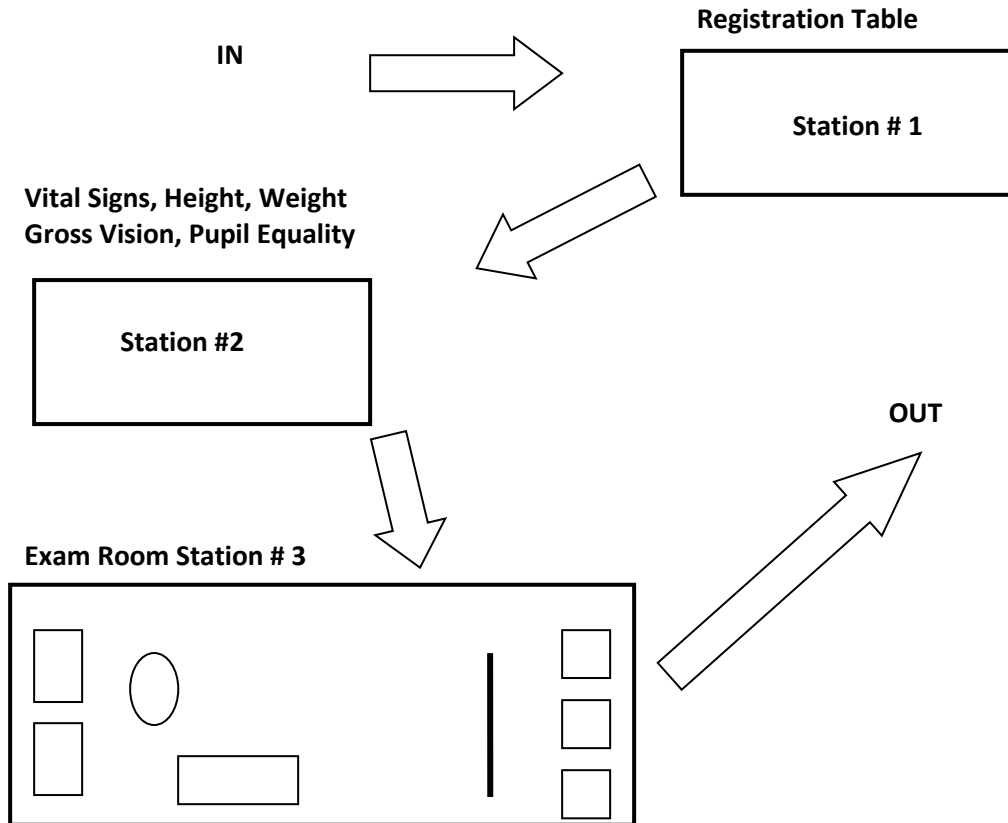 Registration Table
IN
Station # 1
Vital Signs, Height, Weight
Gross Vision, Pupil Equality
Station #2
OUT
Exam Room Station # 3